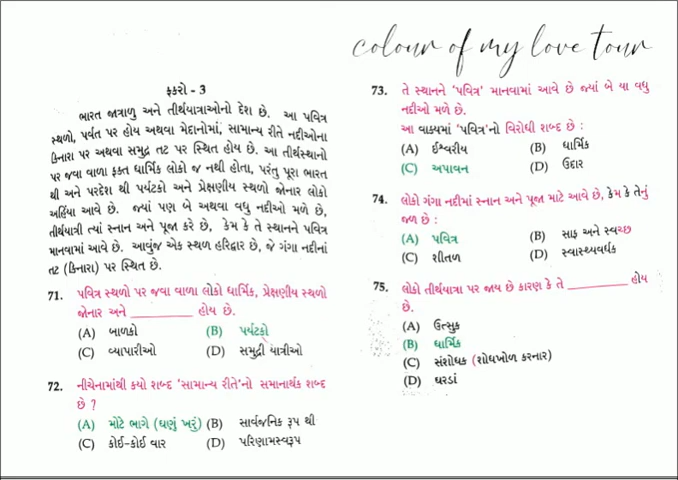 colour of my love tour
ફકરો - 3
ભારત જાત્રાળુ અને તીર્થયાત્રાઓનો દેશ છે. આ પવિત્ર
સ્થળો, પર્વત પર હોય અથવા મેદાનોમાં, સામાન્ય રીતે નદીઓના
કિનારા પર અથવા સમુદ્ર તટ પર સ્થિત હોય છે. આ તીર્થસ્થાનો
પર જવા વાળા ફક્ત ધાર્મિક લોકો જ નથી હોતા, પરંતુ પૂરા ભારત
થી અને પરદેશ થી પર્યટકો અને પ્રેક્ષણીય સ્થળો જોનાર લોકો
અહિંયા આવે છે. જ્યાં પણ બે અથવા વધુ નદીઓ મળે છે,
તીર્થયાત્રી ત્યાં સ્નાન અને પૂજા કરે છે, કેમ કે તે સ્થાનને પવિત્ર
માનવામાં આવે છે. આવુંજ એક સ્થળ હરિદ્વાર છે, જે ગંગા નદીનાં
તટ (કિનારા) પર સ્થિત છે.
71. પવિત્ર સ્થળો પર જવા વાળા લોકો ધાર્મિક, પ્રેક્ષણીય સ્થળો
જોનાર અને __________ હોય છે.
(A) બાળકો (B) પર્યટકો
(C) વ્યાપારીઓ (D) સમુદ્રી યાત્રીઓ
72. નીચેનામાંથી ક્યો શબ્દ 'સામાન્ય રીતે'નો સમાનાર્થક શબ્દ
છે ?
(A) મોટે ભાગે (ઘણું ખરું) (B) સાર્વજનિક રૂપ થી
(C) કોઈ-કોઈ વાર (D) પરિણામસ્વરૂપ
73. તે સ્થાનને 'પવિત્ર' માનવામાં આવે છે જ્યાં બે યા વધુ
નદીઓ મળે છે.
આ વાક્યમાં 'પવિત્ર'નો વિરોધી શબ્દ છે :
(A) ઈશ્વરીય (B) ધાર્મિક
(C) અપાવન (D) ઉદાર
74. લોકો ગંગા નદીમાં સ્નાન અને પૂજા માટે આવે છે, કેમ કે તેનું
જળ છે :
(A) પવિત્ર (B) સાફ અને સ્વચ્છ
(C) શીતળ (D) સ્વાસ્થ્યવર્ધક
75. લોકો તીર્થયાત્રા પર જાય છે કારણ કે તે __________ હોય
છે.
(A) ઉત્સુક
(B) ધાર્મિક
(C) સંશોધક (શોધખોળ કરનાર)
(D) ઘરડાં